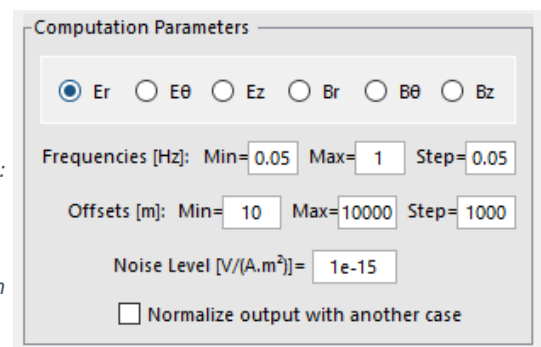 Computation Parameters
Er Eθ Ez Br Bθ Bz
:
Frequencies [Hz]: Min= 0.05 Max= 1 Step= 0.05
Offsets [m]: Min= 10 Max= 10000 Step= 1000
n
Noise Level [V/(A.m²)]= 1e-15
Normalize output with another case